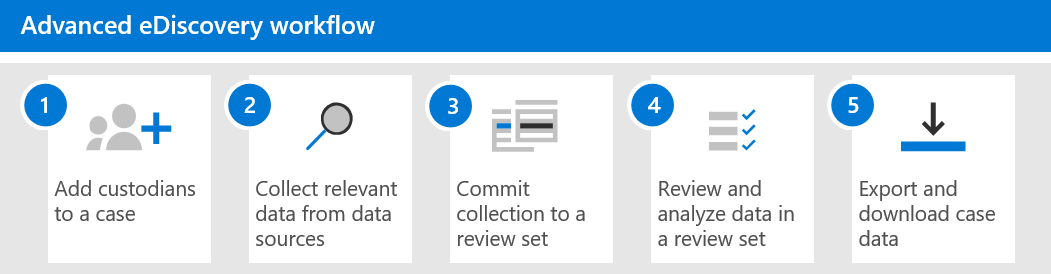 Advanced eDiscovery workflow
1
Add custodians
to a case
2
Collect relevant
data from data
sources
3
Commit
collection to a
review set
4
Review and
analyze data in
a review set
5
Export and
download case
data